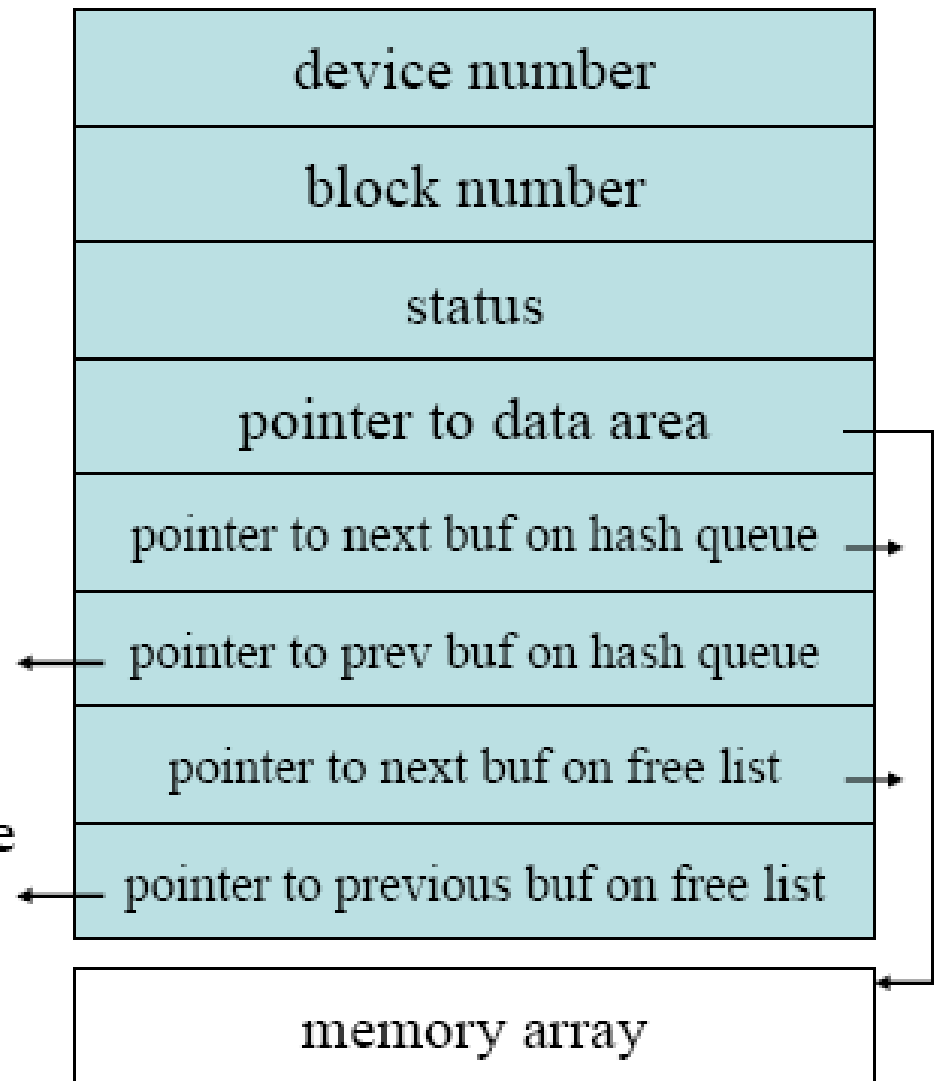 device number
block number
status
pointer to data area
pointer to next buf on hash queue
pointer to prev buf on hash queue
pointer to next buf on free list
e
pointer to previous buf on free list
memory array